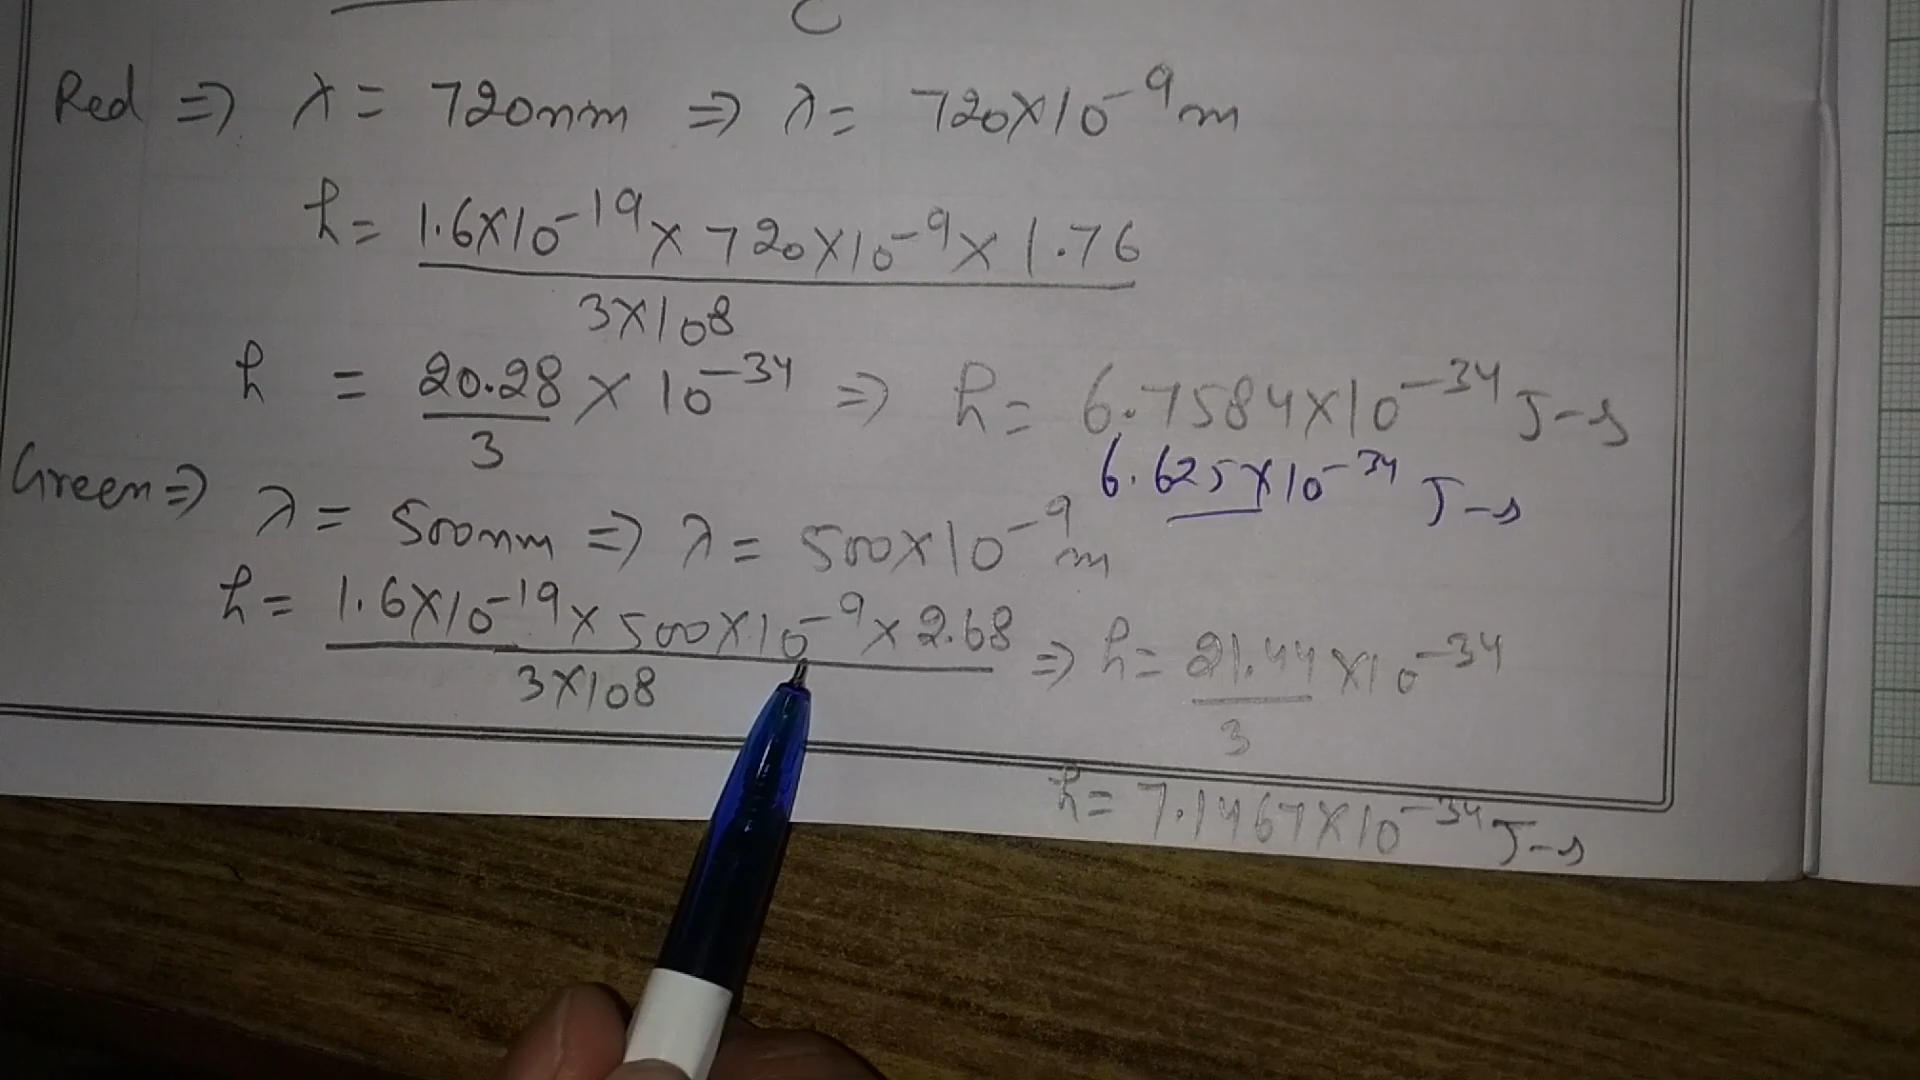 C
Red => λ = 720nm => λ = 720×10⁻⁹m
h = 1.6×10⁻¹⁹ × 720×10⁻⁹ × 1.76
3×10⁸
h = 20.28 × 10⁻³⁴ => h = 6.7584×10⁻³⁴ J-s
3
6.625×10⁻³⁴ J-s
Green => λ = 500nm => λ = 500×10⁻⁹m
h = 1.6×10⁻¹⁹ × 500×10⁻⁹ × 2.68 => h = 21.44 ×10⁻³⁴
3×10⁸
3
h = 7.1467×10⁻³⁴ J-s